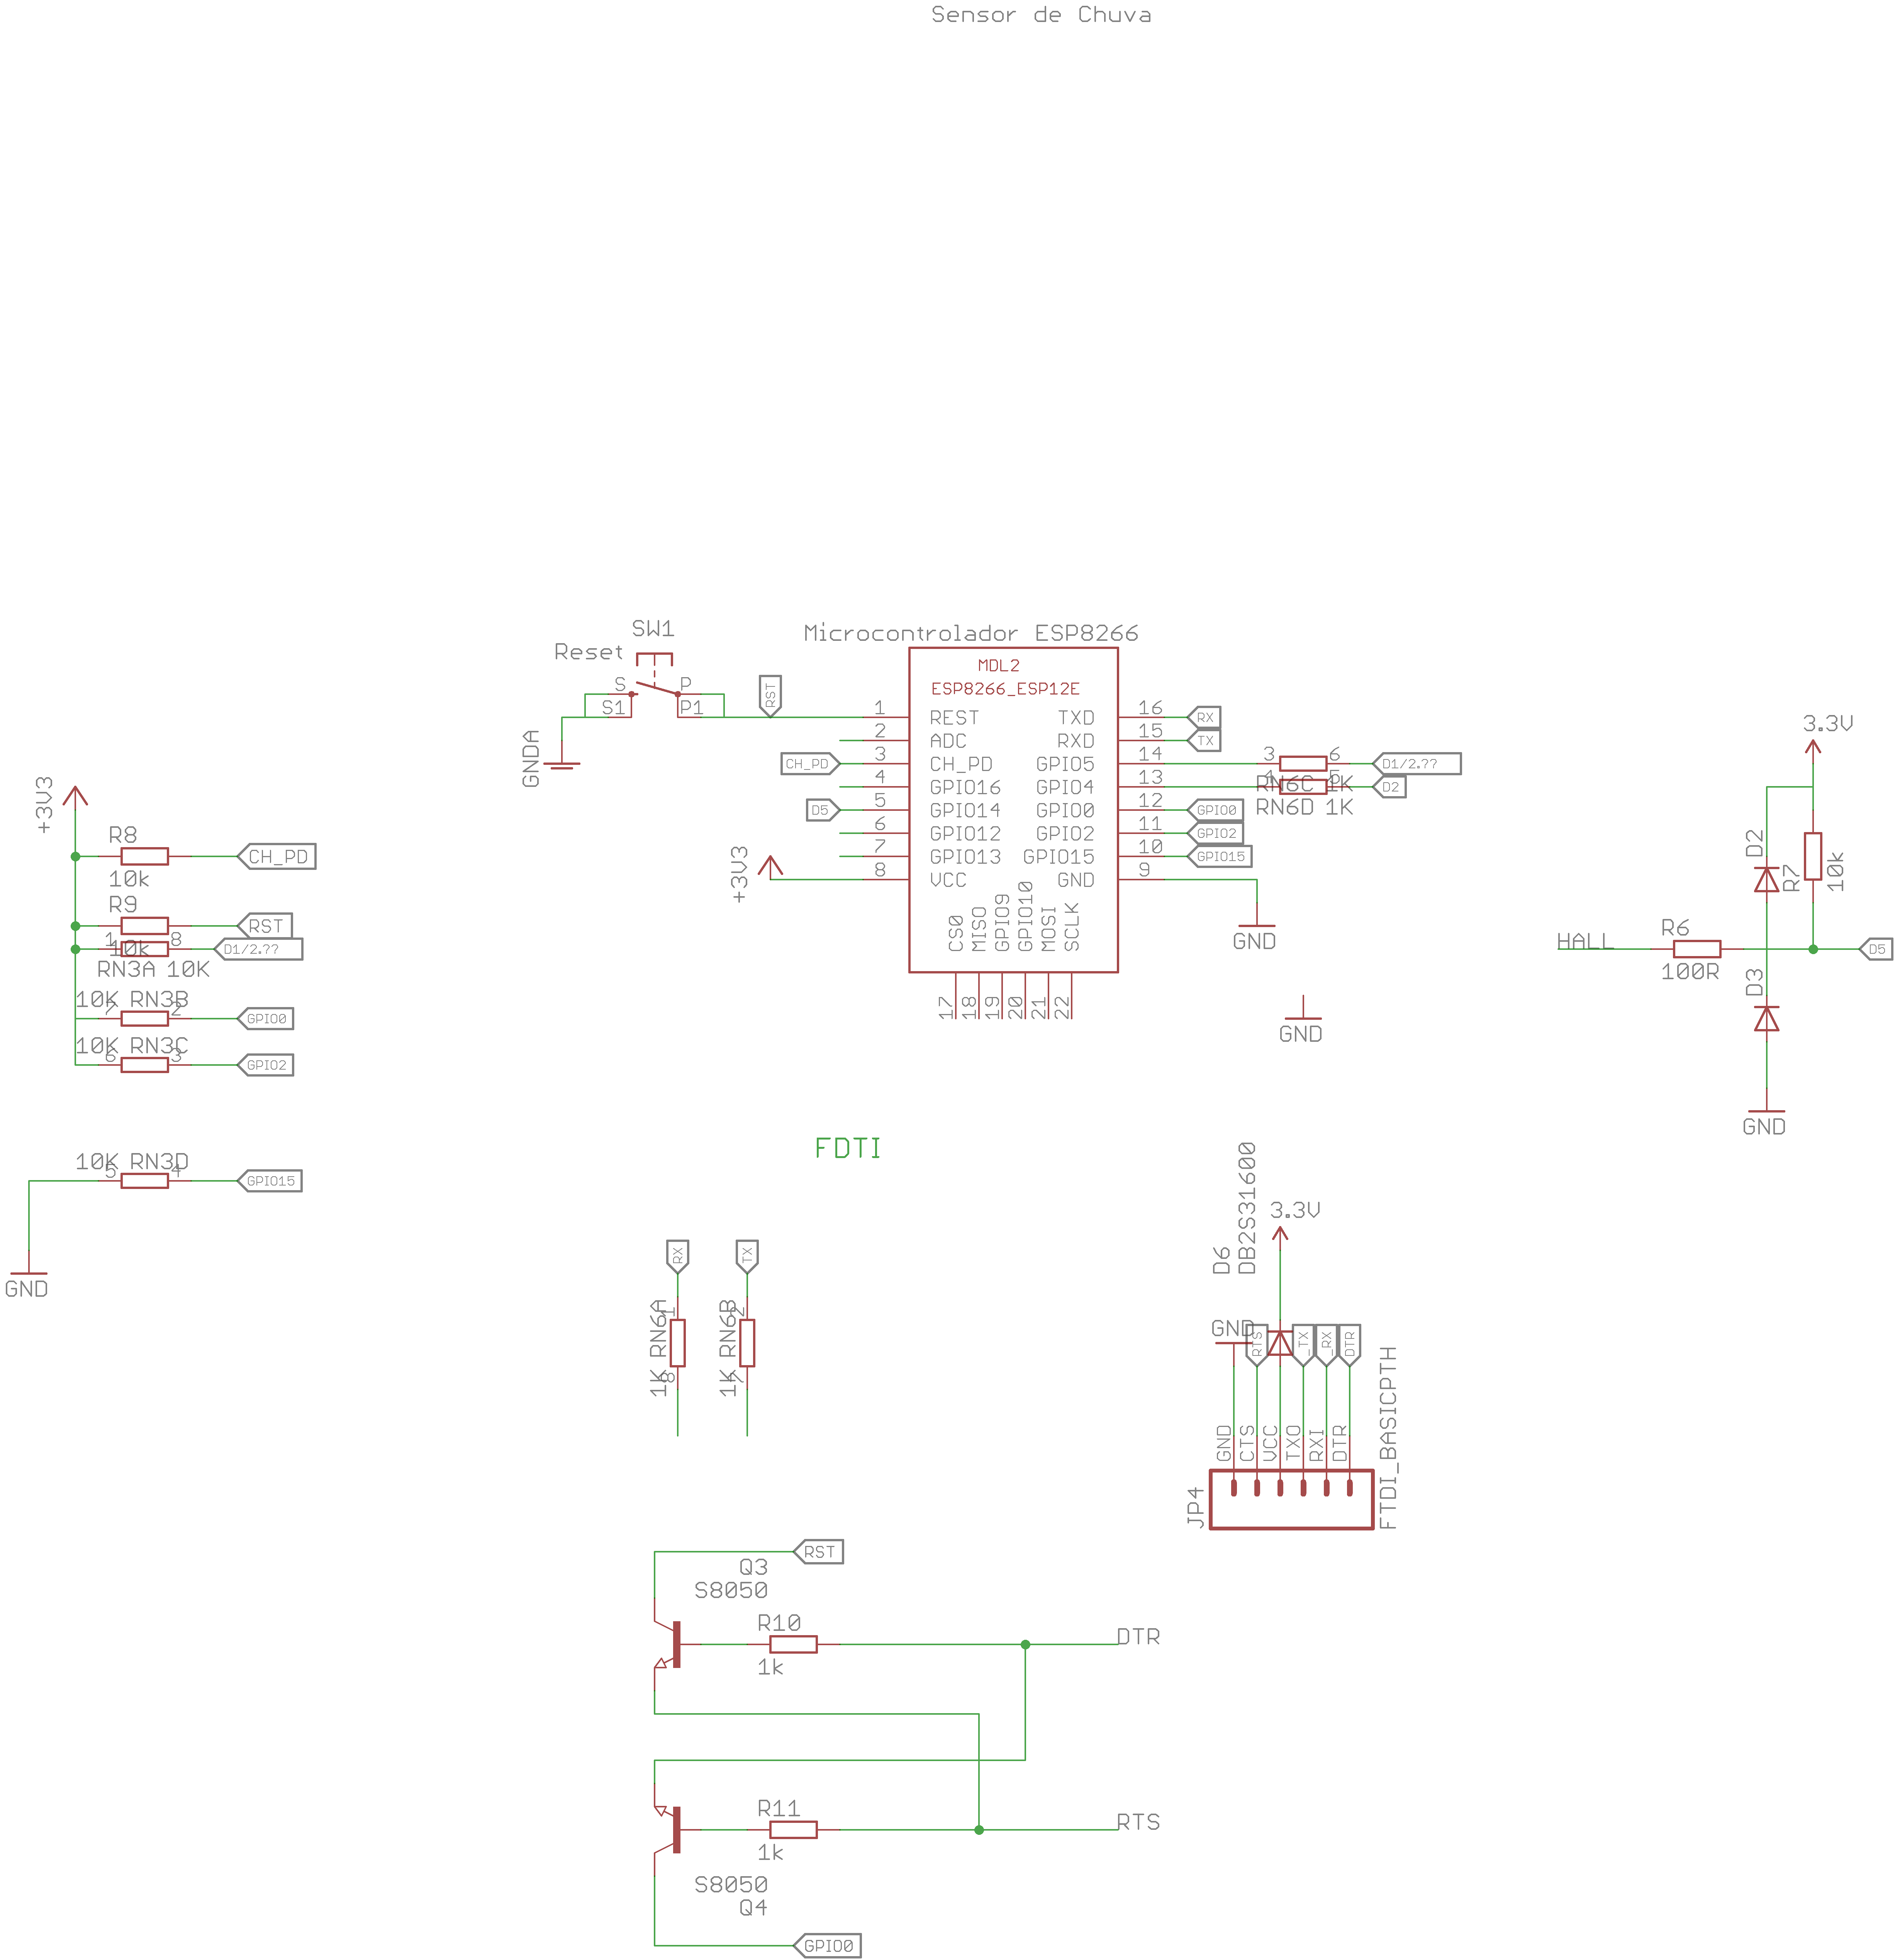 Sensor de Chuva
SW1
Reset
S
P
S1
P1
GNDA
RST
Microcontrolador ESP8266
MDL2
ESP8266_ESP12E
1 REST
2 ADC
3 CH_PD
4 GPIO16
5 GPIO14
6 GPIO12
7 GPIO13
8 VCC
TXD 16
RXD 15
GPIO5 14
GPIO4 13
GPIO0 12
GPIO2 11
GPIO15 10
GND 9
CS0
MISO
GPIO9
GPIO10
MOSI
SCLK
17
18
19
20
21
22
CH_PD
D5
+3V3
RX
TX
3
6
D1/2.??
4
5
D2
RN6C 1K
RN6D 1K
GPIO0
GPIO2
GPIO15
GND
GND
+3V3
R8
10k
CH_PD
R9
10k
RST
1
8
D1/2.??
RN3A 10K
10K RN3B
7
2
GPIO0
10K RN3C
6
3
GPIO2
10K RN3D
5
4
GPIO15
GND
3.3V
D2
R7
10k
HALL
R6
100R
D5
D3
GND
FDTI
RX
TX
1K RN6A
1
8
1K RN6B
2
7
D6
DB2S31600
3.3V
GND
RTS
_TX
_RX
DTR
GND
CTS
VCC
TXO
RXI
DTR
JP4
FTDI_BASICPTH
RST
Q3
S8050
R10
1k
DTR
R11
1k
RTS
S8050
Q4
GPIO0